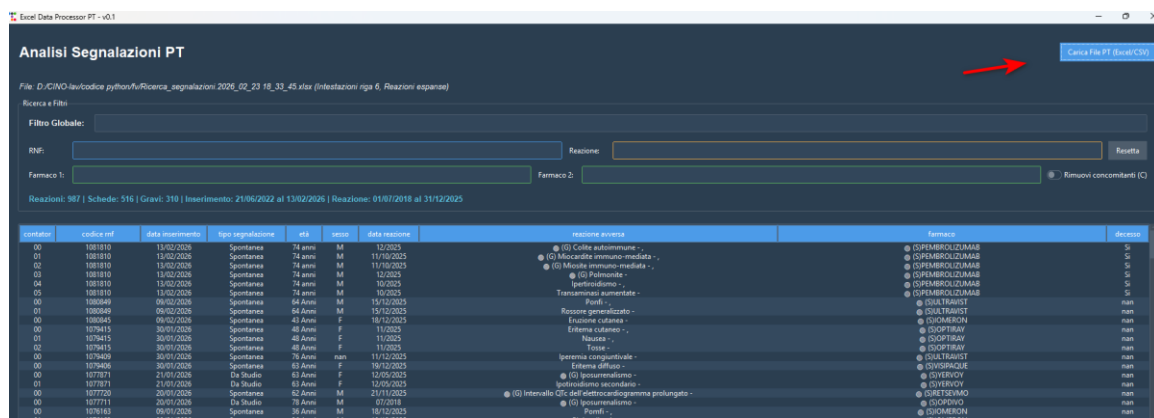 Excel Data Processor PT - v0.1
Analisi Segnalazioni PT
Carica File PT (Excel/CSV)
File: D:/CINO-lav/codice python/fv/Ricerca_segnalazioni.2026_02_23 18_33_45.xlsx (Intestazioni riga 6, Reazioni espanse)
Ricerca e Filtri
Filtro Globale:
RNF: Reazione: Resetta
Farmaco 1: Farmaco 2: Rimuovi concomitanti (C)
Reazioni: 987 | Schede: 516 | Gravi: 310 | Inserimento: 21/06/2022 al 13/02/2026 | Reazione: 01/07/2018 al 31/12/2025
contator codice rnf data inserimento tipo segnalazione età sesso data reazione reazione avversa farmaco decesso
00 1081810 13/02/2026 Spontanea 74 anni M 12/2025 (G) Colite autoimmune - , (S)PEMBROLIZUMAB Si
01 1081810 13/02/2026 Spontanea 74 anni M 11/10/2025 (G) Miocardite immuno-mediata - , (S)PEMBROLIZUMAB Si
02 1081810 13/02/2026 Spontanea 74 anni M 11/10/2025 (G) Miosite immuno-mediata - , (S)PEMBROLIZUMAB Si
03 1081810 13/02/2026 Spontanea 74 anni M 12/2025 (G) Polmonite - (S)PEMBROLIZUMAB Si
04 1081810 13/02/2026 Spontanea 74 anni M 10/2025 Ipertiroidismo - , (S)PEMBROLIZUMAB Si
05 1081810 13/02/2026 Spontanea 74 anni M 10/2025 Transaminasi aumentate - (S)PEMBROLIZUMAB Si
00 1080849 09/02/2026 Spontanea 64 Anni M 15/12/2025 Ponfi - , (S)ULTRAVIST nan
01 1080849 09/02/2026 Spontanea 64 Anni M 15/12/2025 Rossore generalizzato - (S)ULTRAVIST nan
00 1080845 09/02/2026 Spontanea 43 Anni F 18/12/2025 Eruzione cutanea - (S)IOMERON nan
00 1079415 30/01/2026 Spontanea 48 Anni F 11/2025 Eritema cutaneo - , (S)OPTIRAY nan
01 1079415 30/01/2026 Spontanea 48 Anni F 11/2025 Nausea - , (S)OPTIRAY nan
02 1079415 30/01/2026 Spontanea 48 Anni F 11/2025 Tosse - (S)OPTIRAY nan
00 1079409 30/01/2026 Spontanea 76 Anni nan 11/12/2025 Iperemia congiuntivale - (S)ULTRAVIST nan
00 1079406 30/01/2026 Spontanea 63 Anni F 19/12/2025 Eritema diffuso - (S)VISIPAQUE nan
00 1077871 21/01/2026 Da Studio 63 Anni F 12/05/2025 (G) Iposurrenalismo - , (S)YERVOY nan
01 1077871 21/01/2026 Da Studio 63 Anni F 12/05/2025 Ipotiroidismo secondario - (S)YERVOY nan
00 1077720 20/01/2026 Spontanea 62 Anni M 21/11/2025 (G) Intervallo QTc dell'elettrocardiogramma prolungato - (S)RETSEVMO nan
00 1077711 20/01/2026 Da Studio 78 Anni M 07/2018 (G) Iposurrenalismo - (S)OPDIVO nan
00 1076163 09/01/2026 Spontanea 36 Anni M 18/12/2025 Pomfi - , (S)IOMERON nan